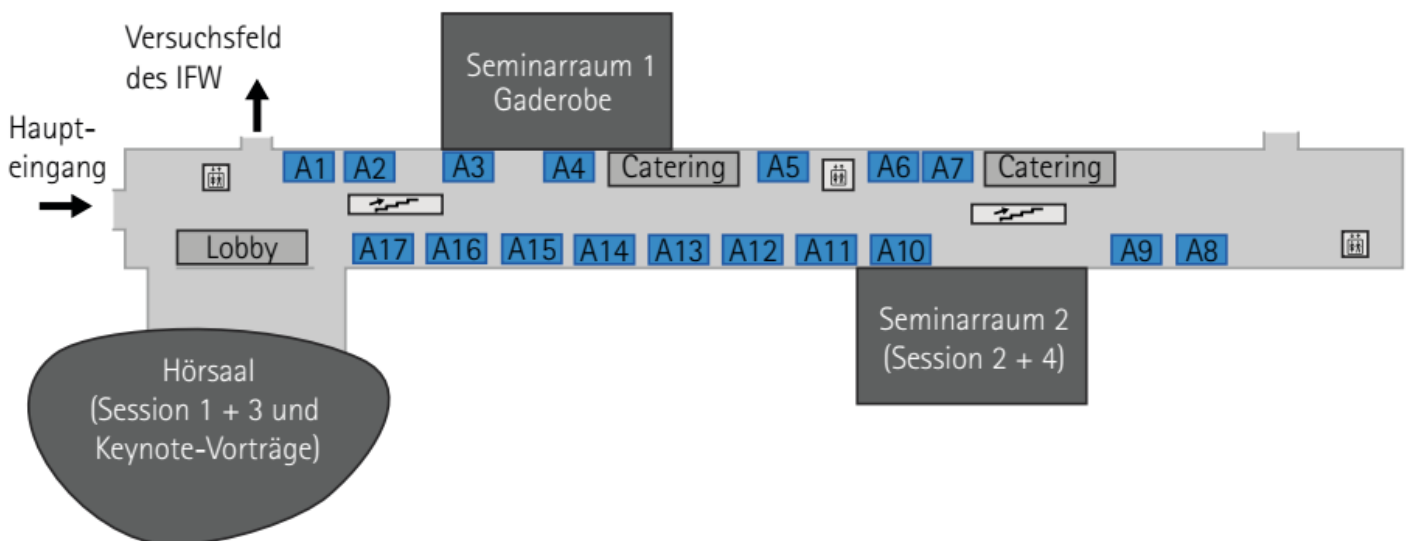 Versuchsfeld
des IFW
Haupt-
eingang
Seminarraum 1
Gaderobe
A1 A2 A3 A4 Catering A5 A6 A7 Catering
Lobby A17 A16 A15 A14 A13 A12 A11 A10 A9 A8
Seminarraum 2
(Session 2 + 4)
Hörsaal
(Session 1 + 3 und
Keynote-Vorträge)